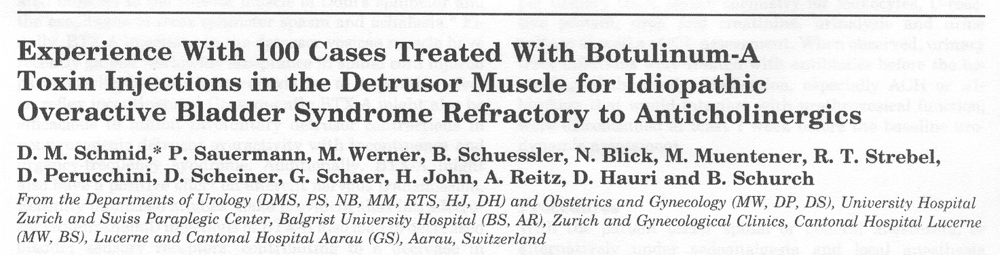 Experience With 100 Cases Treated With Botulinum-A
Toxin Injections in the Detrusor Muscle for Idiopathic
Overactive Bladder Syndrome Refractory to Anticholinergics
D. M. Schmid,* P. Sauermann, M. Werner, B. Schuessler, N. Blick, M. Muentener, R. T. Strebel,
D. Perucchini, D. Scheiner, G. Schaer, H. John, A. Reitz, D. Hauri and B. Schurch
From the Departments of Urology (DMS, PS, NB, MM, RTS, HJ, DH) and Obstetrics and Gynecology (MW, DP, DS), University Hospital
Zurich and Swiss Paraplegic Center, Balgrist University Hospital (BS, AR), Zurich and Gynecological Clinics, Cantonal Hospital Lucerne
(MW, BS), Lucerne and Cantonal Hospital Aarau (GS), Aarau, Switzerland